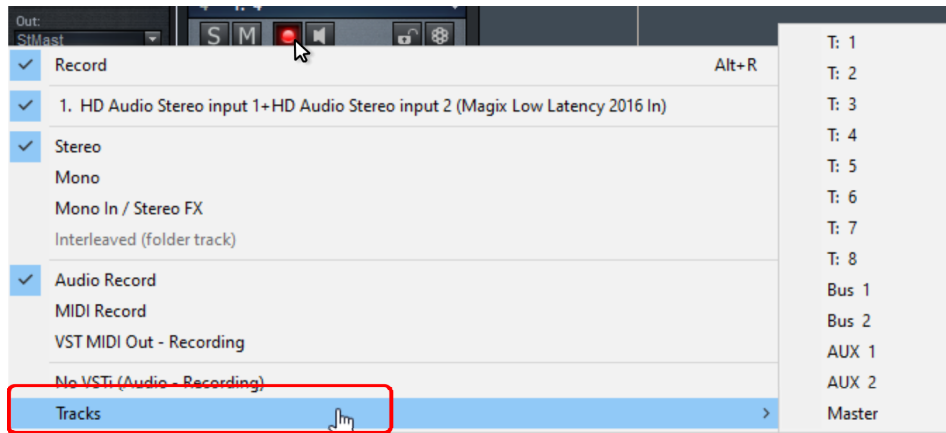 Out:
StMast
S M
Record Alt+R
1. HD Audio Stereo input 1+HD Audio Stereo input 2 (Magix Low Latency 2016 In)
Stereo
Mono
Mono In / Stereo FX
Interleaved (folder track)
Audio Record
MIDI Record
VST MIDI Out - Recording
No VSTi (Audio - Recording)
Tracks
T: 1
T: 2
T: 3
T: 4
T: 5
T: 6
T: 7
T: 8
Bus 1
Bus 2
AUX 1
AUX 2
Master